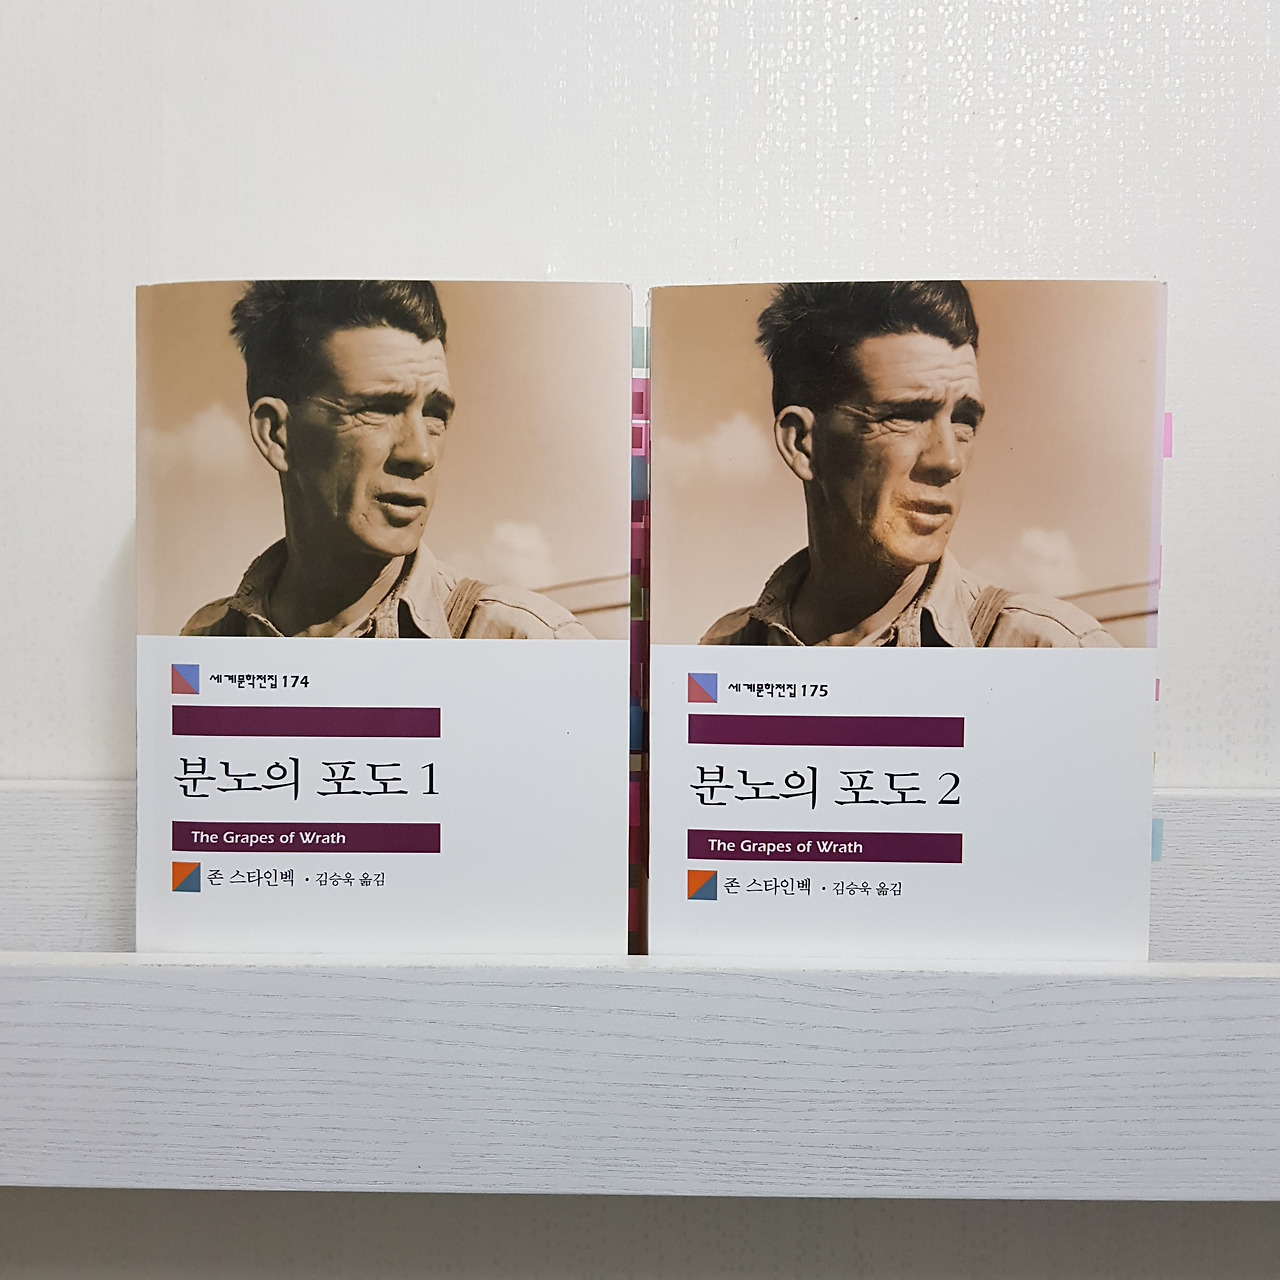 세계문학전집 174
분노의 포도 1
The Grapes of Wrath
존 스타인벡 · 김승욱 옮김
세계문학전집 175
분노의 포도 2
The Grapes of Wrath
존 스타인벡 · 김승욱 옮김